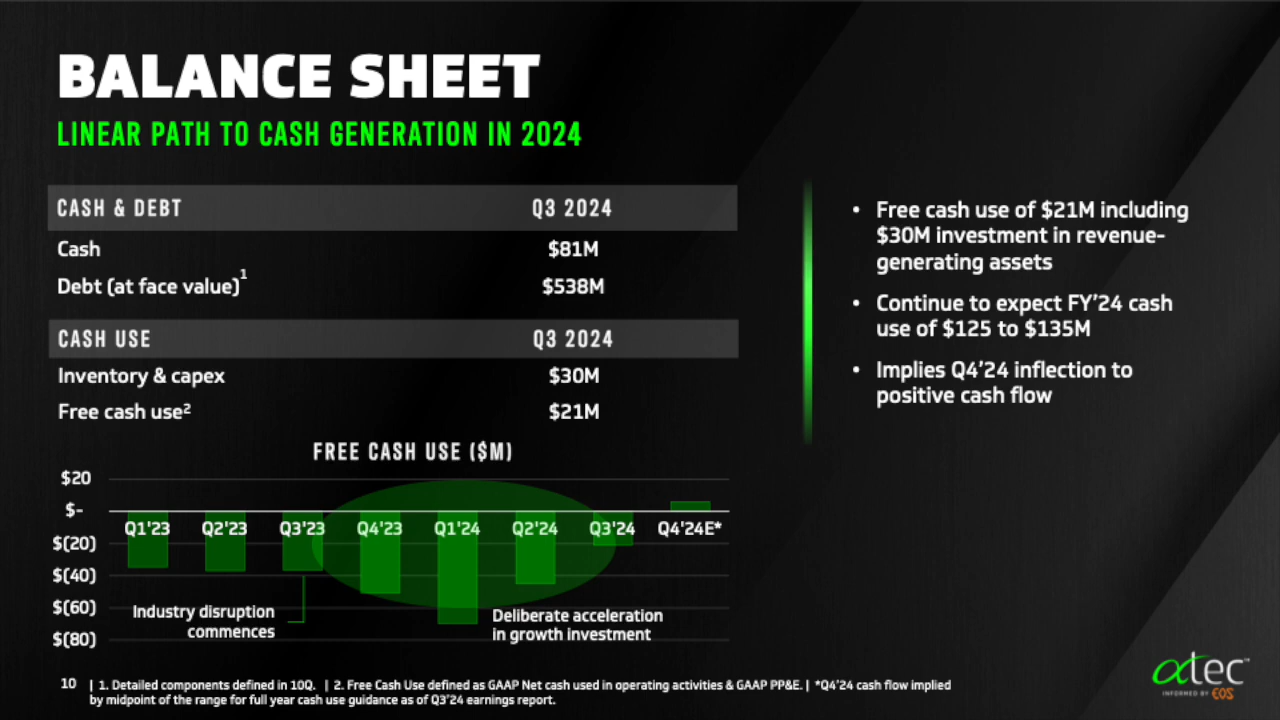 BALANCE SHEET
LINEAR PATH TO CASH GENERATION IN 2024
CASH & DEBT Q3 2024
Cash $81M
Debt (at face value)1 $538M
CASH USE Q3 2024
Inventory & capex $30M
Free cash use2 $21M
FREE CASH USE ($M)
$20
$-
Q1'23 Q2'23 Q3'23 Q4'23 Q1'24 Q2'24 Q3'24 Q4'24E*
$(20)
$(40)
$(60)
$(80)
Industry disruption
commences
Deliberate acceleration
in growth investment
• Free cash use of $21M including
$30M investment in revenue-
generating assets
• Continue to expect FY'24 cash
use of $125 to $135M
• Implies Q4'24 inflection to
positive cash flow
10 | 1. Detailed components defined in 10Q. | 2. Free Cash Use defined as GAAP Net cash used in operating activities & GAAP PP&E. | *Q4'24 cash flow implied
by midpoint of the range for full year cash use guidance as of Q3'24 earnings report.
atec™
INFORMED BY EOS